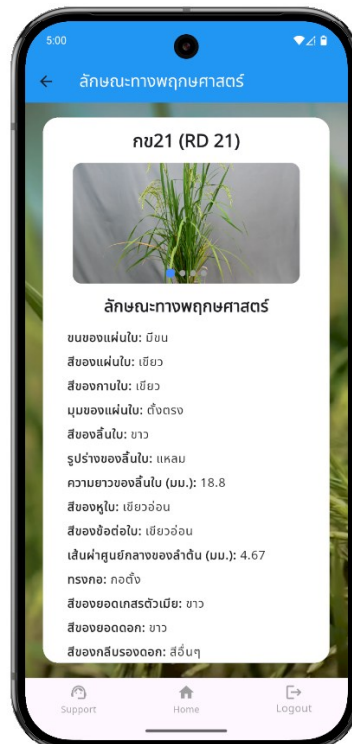 5:00
ลักษณะทางพฤกษศาสตร์
กข21 (RD 21)
ลักษณะทางพฤกษศาสตร์
ขนของแผ่นใบ: มีขน
สีของแผ่นใบ: เขียว
สีของกาบใบ: เขียว
มุมของแผ่นใบ: ตั้งตรง
สีของลิ้นใบ: ขาว
รูปร่างของลิ้นใบ: แหลม
ความยาวของลิ้นใบ (มม.): 18.8
สีของหูใบ: เขียวอ่อน
สีของข้อต่อใบ: เขียวอ่อน
เส้นผ่าศูนย์กลางของลำต้น (มม.): 4.67
ทรงกอ: กอตั้ง
สีของยอดเกสรตัวเมีย: ขาว
สีของยอดดอก: ขาว
สีของกลีบรองดอก: สีอื่นๆ
Support Home Logout